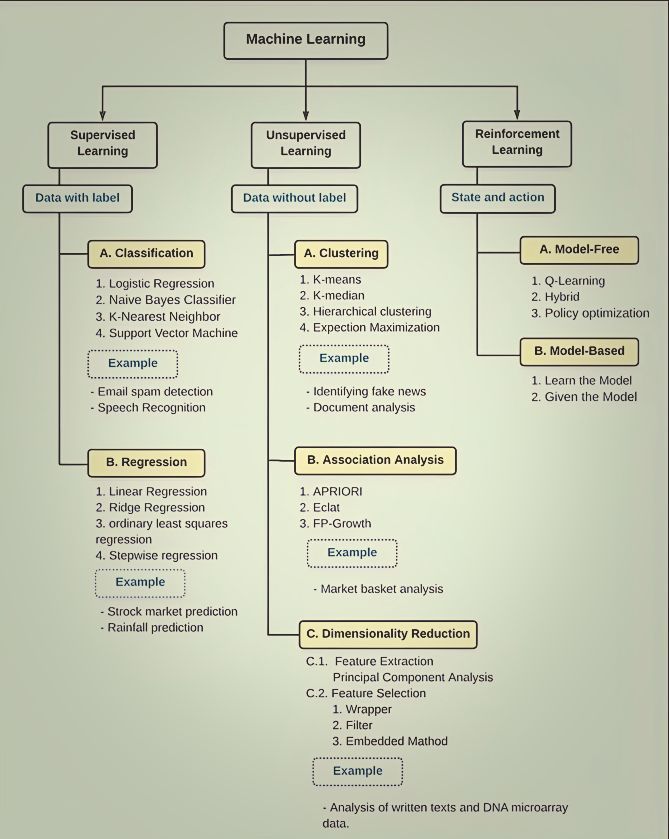 Machine Learning
Supervised
Learning
Data with label
A. Classification
1. Logistic Regression
2. Naive Bayes Classifier
3. K-Nearest Neighbor
4. Support Vector Machine
Example
- Email spam detection
- Speech Recognition
B. Regression
1. Linear Regression
2. Ridge Regression
3. ordinary least squares
regression
4. Stepwise regression
Example
- Strock market prediction
- Rainfall prediction
Unsupervised
Learning
Data without label
A. Clustering
1. K-means
2. K-median
3. Hierarchical clustering
4. Expection Maximization
Example
- Identifying fake news
- Document analysis
B. Association Analysis
1. APRIORI
2. Eclat
3. FP-Growth
Example
- Market basket analysis
C. Dimensionality Reduction
C.1. Feature Extraction
Principal Component Analysis
C.2. Feature Selection
1. Wrapper
2. Filter
3. Embedded Mathod
Example
- Analysis of written texts and DNA microarray
data.
Reinforcement
Learning
State and action
A. Model-Free
1. Q-Learning
2. Hybrid
3. Policy optimization
B. Model-Based
1. Learn the Model
2. Given the Model